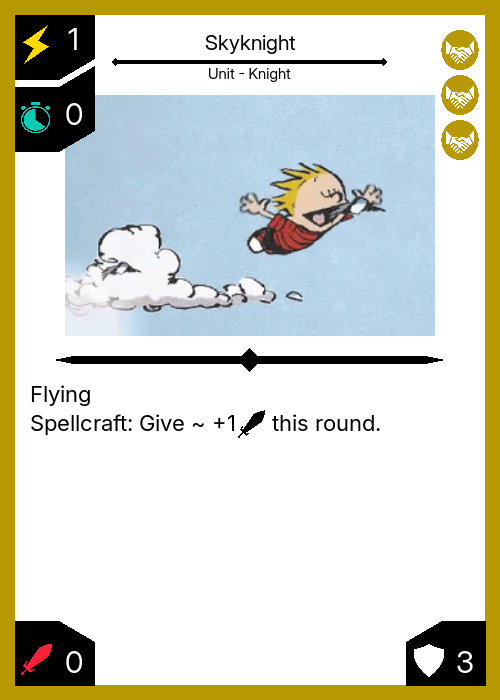 1
Skyknight
Unit - Knight
0
Flying
Spellcraft: Give ~ +1 this round.
0
3